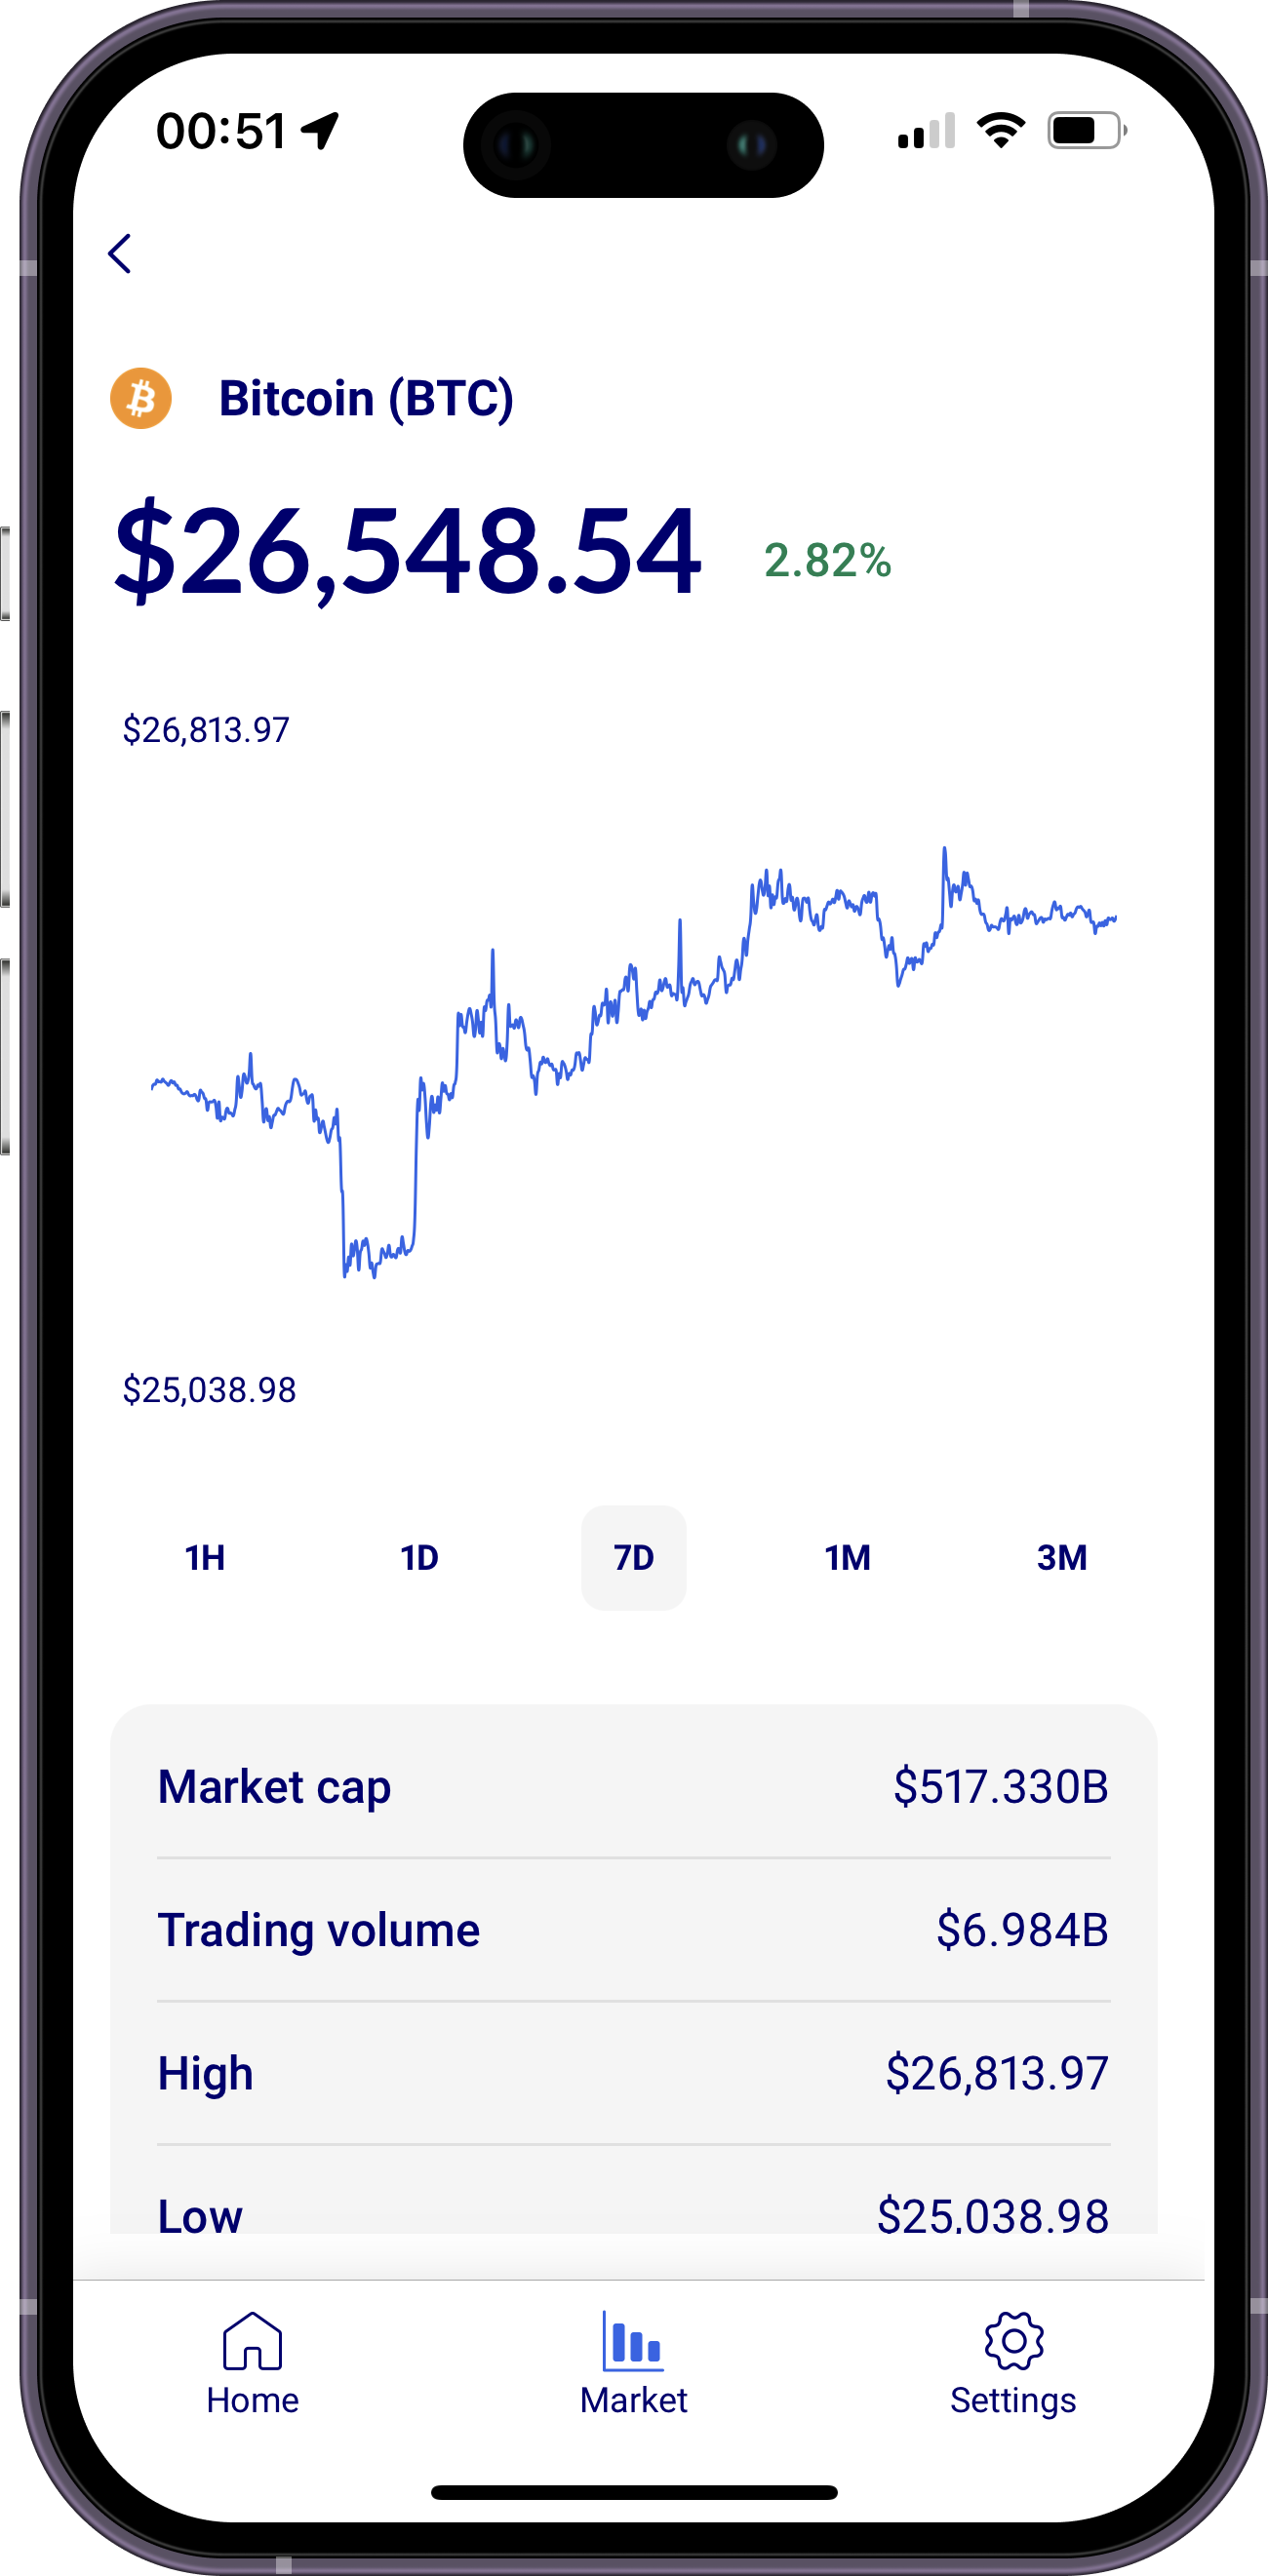 00:51
Bitcoin (BTC)
$26,548.54 2.82%
$26,813.97
$25,038.98
1H 1D 7D 1M 3M
Market cap $517.330B
Trading volume $6.984B
High $26,813.97
Low $25,038.98
Home Market Settings